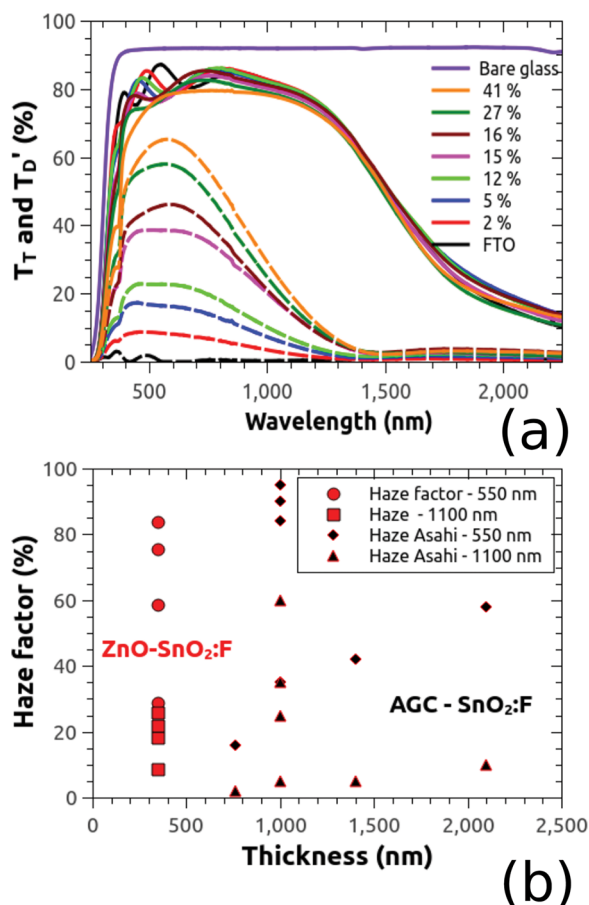 100
80
60
40
20
0
T_T and T_D' (%)
Bare glass
41 %
27 %
16 %
15 %
12 %
5 %
2 %
FTO
500 1,000 1,500 2,000
Wavelength (nm)
(a)
100
80
60
40
20
0
Haze factor (%)
Haze factor - 550 nm
Haze - 1100 nm
Haze Asahi - 550 nm
Haze Asahi - 1100 nm
ZnO-SnO₂:F
AGC - SnO₂:F
0 500 1,000 1,500 2,000 2,500
Thickness (nm)
(b)